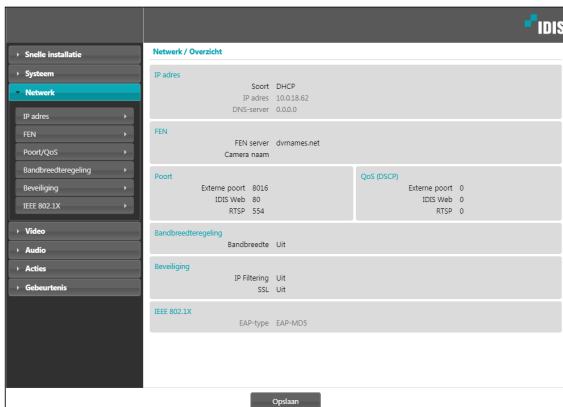 IDIS
Snelle installatie
Systeem
Netwerk
IP adres
FEN
Poort/QoS
Bandbreedteregeling
Beveiliging
IEEE 802.1X
Video
Audio
Acties
Gebeurtenis
Netwerk / Overzicht
IP adres
Soort DHCP
IP adres 10.0.18.62
DNS-server 0.0.0.0
FEN
FEN server dvrnames.net
Camera naam
Poort
Externe poort 8016
IDIS Web 80
RTSP 554
QoS (DSCP)
Externe poort 0
IDIS Web 0
RTSP 0
Bandbreedteregeling
Bandbreedte Uit
Beveiliging
IP Filtering Uit
SSL Uit
IEEE 802.1X
EAP-type EAP-MD5
Opslaan